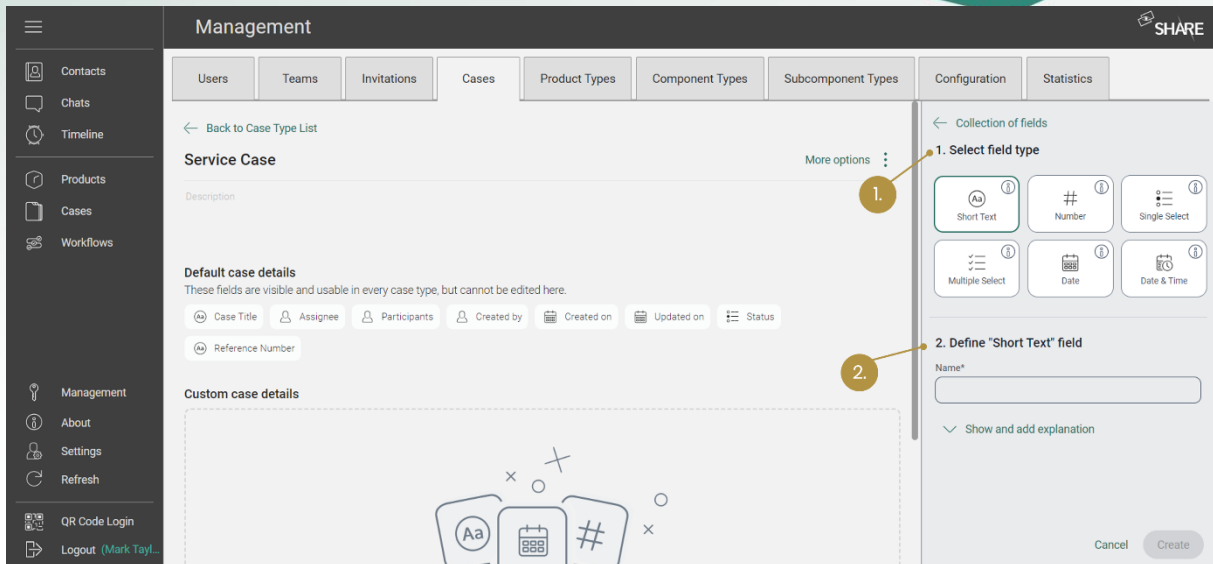 Management
SHARE
Contacts
Chats
Timeline
Products
Cases
Workflows
Management
About
Settings
Refresh
QR Code Login
Logout (Mark Tayl...
Users Teams Invitations Cases Product Types Component Types Subcomponent Types Configuration Statistics
Back to Case Type List
Service Case
More options
Description
Default case details
These fields are visible and usable in every case type, but cannot be edited here.
Aa Case Title Assignee Participants Created by Created on Updated on Status
Aa Reference Number
Custom case details
Aa #
Collection of fields
1. Select field type
1.
Aa # 
Short Text Number Single Select
Multiple Select Date Date & Time
2. Define "Short Text" field
2.
Name*
Show and add explanation
Cancel Create